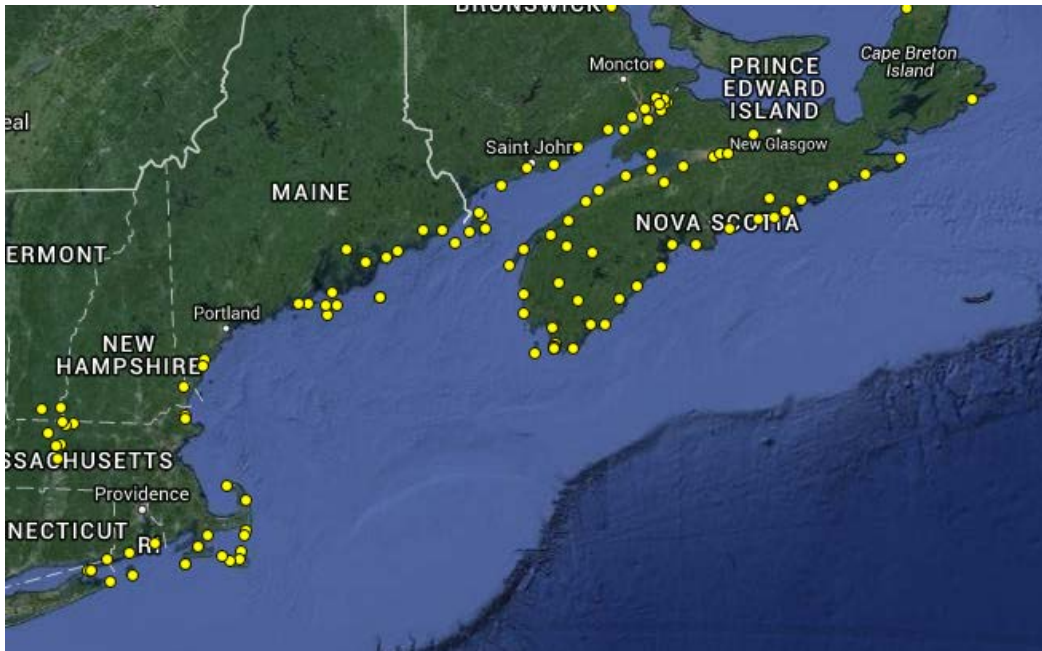 BRUNSWICK
Cape Breton
Island
Moncton
PRINCE
EDWARD
ISLAND
eal
Saint John
New Glasgow
MAINE
NOVA SCOTIA
ERMONT
Portland
NEW
HAMPSHIRE
SSACHUSETTS
Providence
NECTICUT
R.